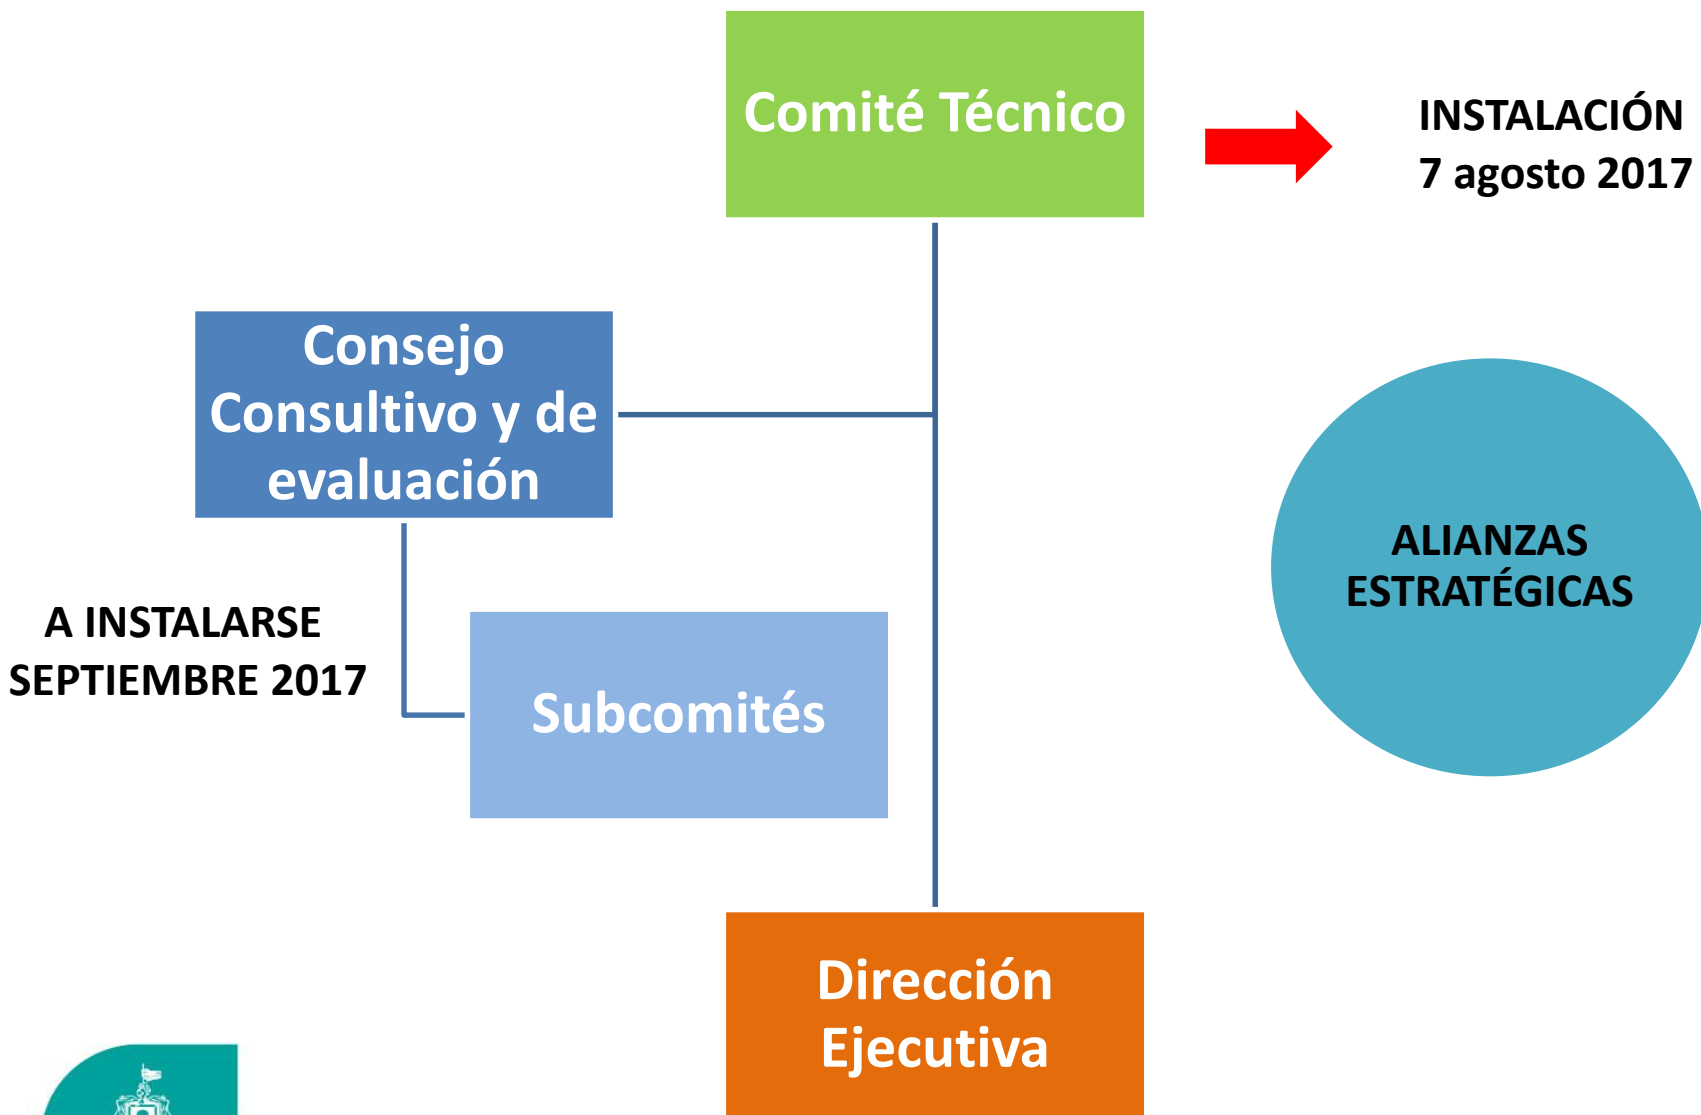 Comité Técnico
INSTALACIÓN
7 agosto 2017
Consejo
Consultivo y de
evaluación
ALIANZAS
ESTRATÉGICAS
A INSTALARSE
SEPTIEMBRE 2017
Subcomités
Dirección
Ejecutiva